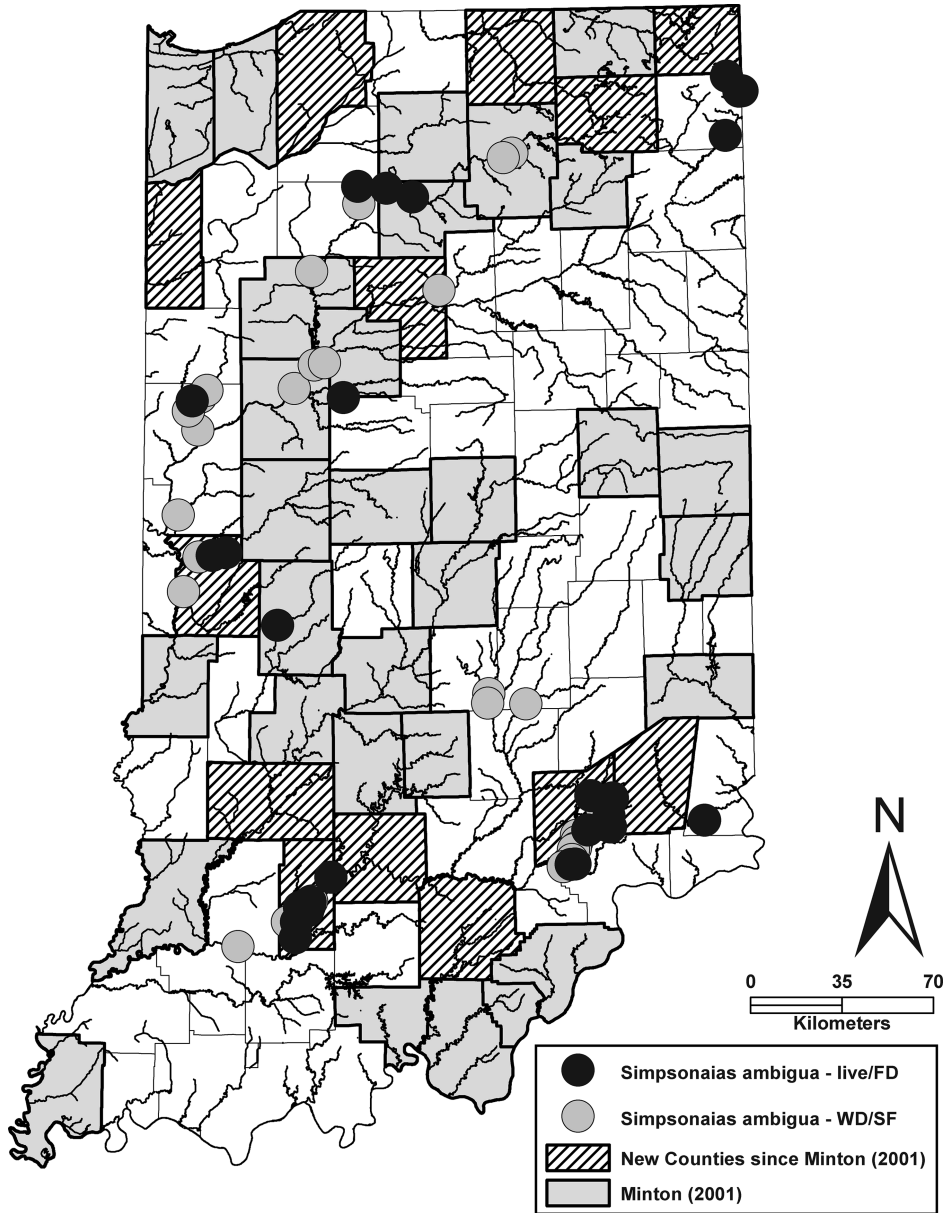 N
0 35 70
Kilometers
Simpsonaias ambigua - live/FD
Simpsonaias ambigua - WD/SF
New Counties since Minton (2001)
Minton (2001)